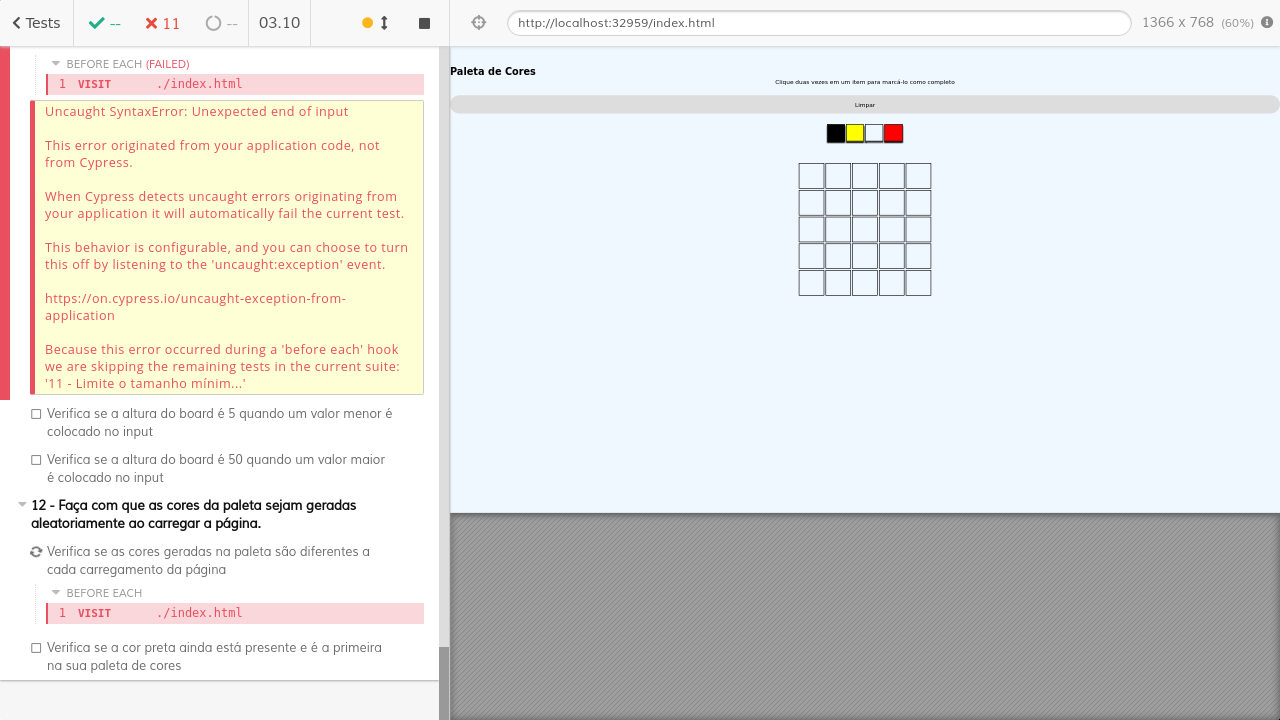 Tests
--
11
--
03.10
http://localhost:32959/index.html
1366 x 768 (60%)
BEFORE EACH (FAILED)
1 VISIT ./index.html
Uncaught SyntaxError: Unexpected end of input
This error originated from your application code, not
from Cypress.
When Cypress detects uncaught errors originating from
your application it will automatically fail the current test.
This behavior is configurable, and you can choose to turn
this off by listening to the 'uncaught:exception' event.
https://on.cypress.io/uncaught-exception-from-
application
Because this error occurred during a 'before each' hook
we are skipping the remaining tests in the current suite:
'11 - Limite o tamanho mínim...'
Verifica se a altura do board é 5 quando um valor menor é
colocado no input
Verifica se a altura do board é 50 quando um valor maior
é colocado no input
12 - Faça com que as cores da paleta sejam geradas
aleatoriamente ao carregar a página.
Verifica se as cores geradas na paleta são diferentes a
cada carregamento da página
BEFORE EACH
1 VISIT ./index.html
Verifica se a cor preta ainda está presente e é a primeira
na sua paleta de cores
Paleta de Cores
Clique duas vezes em um item para marcá-lo como completo
Limpar